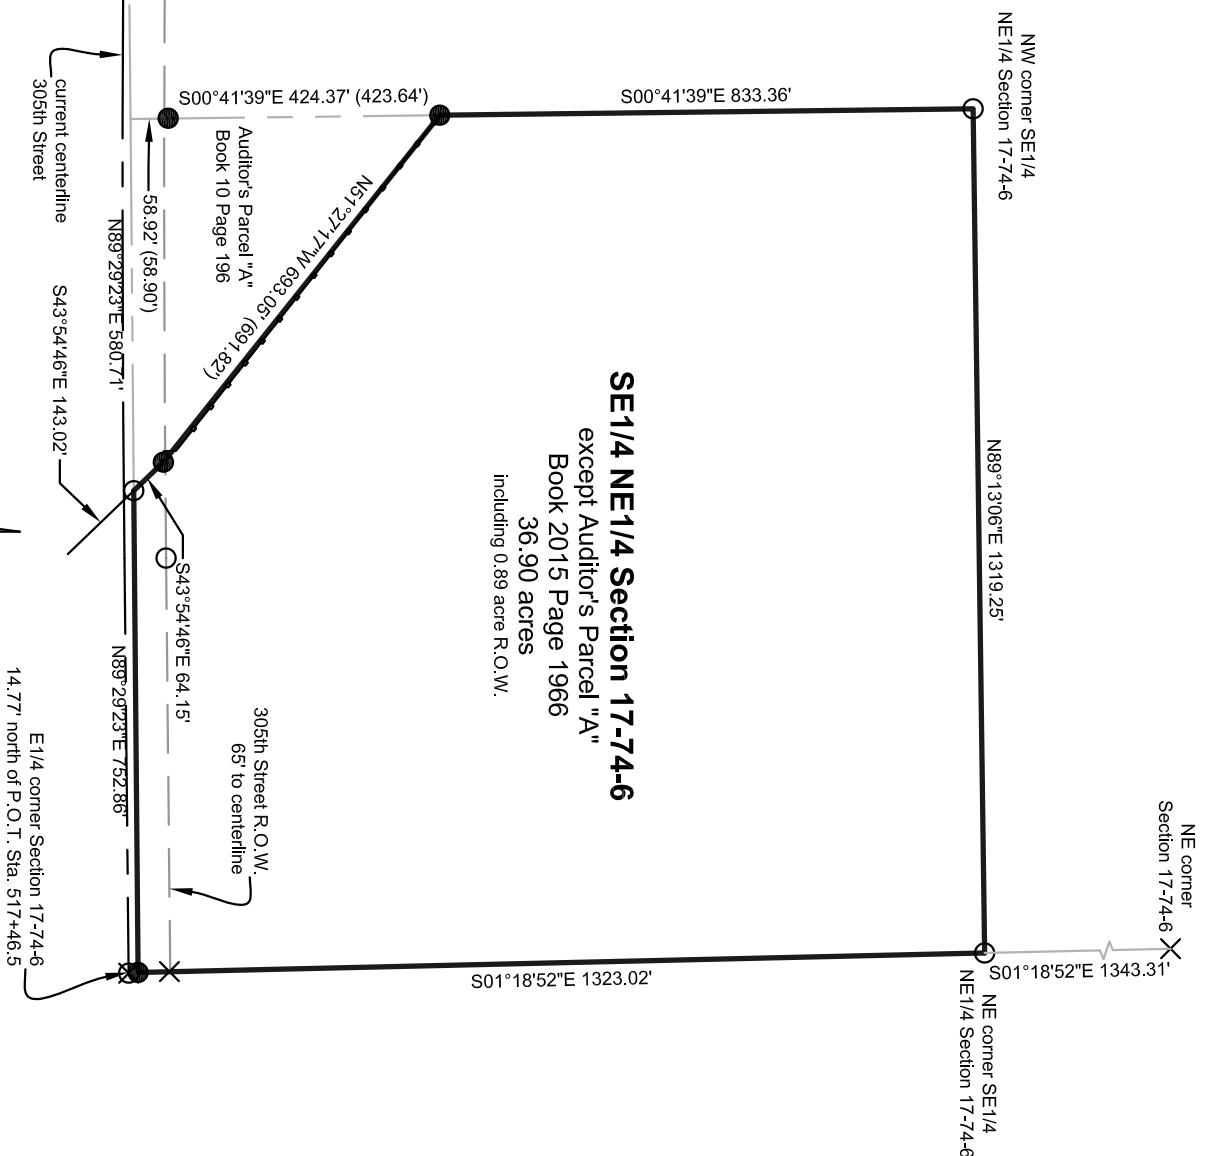 NW corner SE1/4
NE1/4 Section 17-74-6
NE corner
Section 17-74-6
S01°18'52"E 1343.31'
NE corner SE1/4
NE1/4 Section 17-74-6
N89°13'06"E 1319.25'
S00°41'39"E 833.36'
SE1/4 NE1/4 Section 17-74-6
except Auditor's Parcel "A"
Book 2015 Page 1966
36.90 acres
including 0.89 acre R.O.W.
S01°18'52"E 1323.02'
S00°41'39"E 424.37' (423.64')
N51°27'17"W 693.05' (691.82')
Auditor's Parcel "A"
Book 10 Page 196
58.92' (58.90')
305th Street R.O.W.
65' to centerline
S43°54'46"E 64.15'
N89°29'23"E 580.71'
N89°29'23"E 752.86'
current centerline
305th Street
S43°54'46"E 143.02'
E1/4 corner Section 17-74-6
14.77' north of P.O.T. Sta. 517+46.5